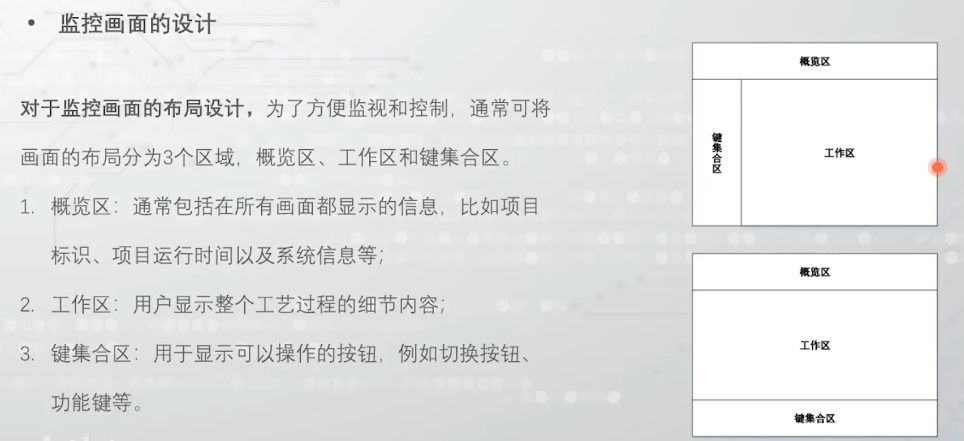 • 监控画面的设计
对于监控画面的布局设计，为了方便监视和控制，通常可将
画面的布局分为3个区域，概览区、工作区和键集合区。
1. 概览区：通常包括在所有画面都显示的信息，比如项目
标识、项目运行时间以及系统信息等；
2. 工作区：用户显示整个工艺过程的细节内容；
3. 键集合区：用于显示可以操作的按钮，例如切换按钮、
功能键等。
概览区
键集合区
工作区
概览区
工作区
键集合区